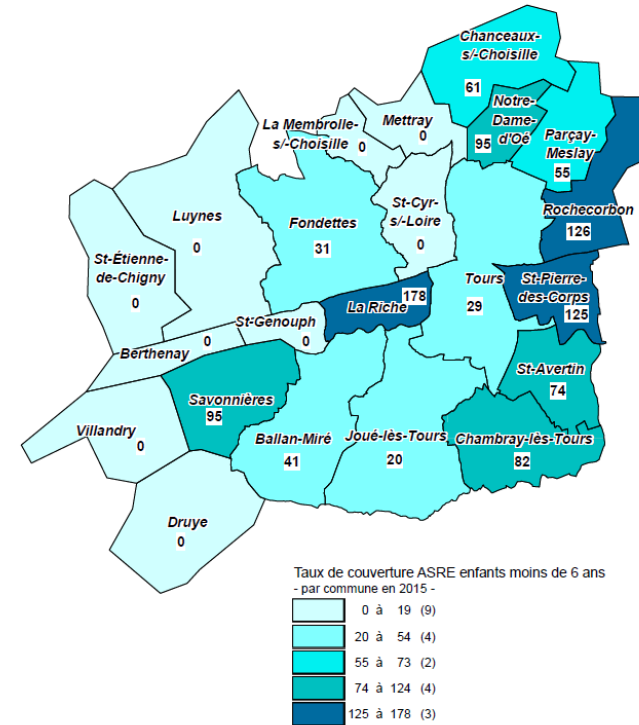 Chanceaux-
s/-Choisille
61
Notre-
Dame-
d'Oé
95
Mettray
0
La Membrolle-
s/-Choisille
0
Parçay-
Meslay
55
St-Cyr-
s/-Loire
0
Rochecorbon
126
Luynes
0
Fondettes
31
St-Étienne-
de-Chigny
0
Tours
29
St-Pierre-
des-Corps
125
La Riche
178
St-Genouph
0
Berthenay
0
St-Avertin
74
Savonnières
95
Villandry
0
Ballan-Miré
41
Joué-lès-Tours
20
Chambray-lès-Tours
82
Druye
0
Taux de couverture ASRE enfants moins de 6 ans
- par commune en 2015 -
0 à 19 (9)
20 à 54 (4)
55 à 73 (2)
74 à 124 (4)
125 à 178 (3)